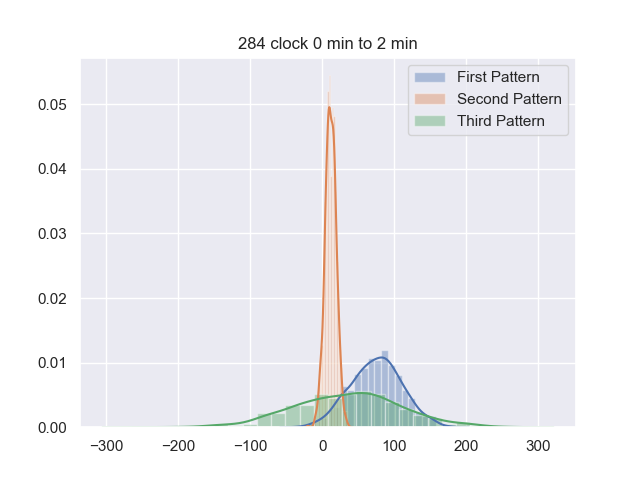 284 clock 0 min to 2 min
First Pattern
Second Pattern
Third Pattern
0.05
0.04
0.03
0.02
0.01
0.00
−300 −200 −100 0 100 200 300